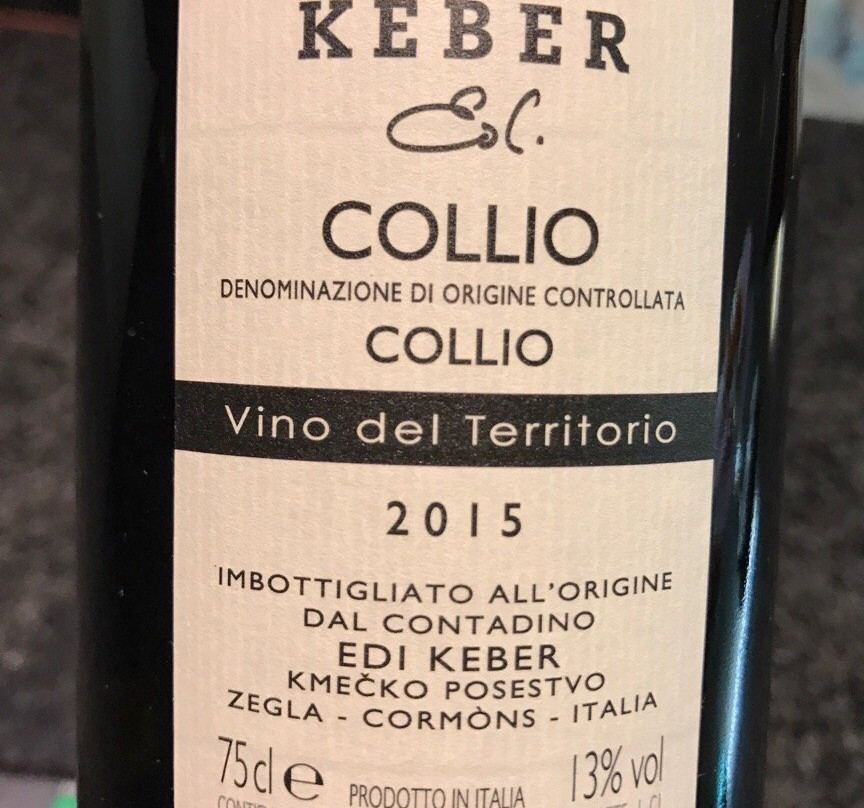 KEBER
COLLIO
DENOMINAZIONE DI ORIGINE CONTROLLATA
COLLIO
Vino del Territorio
2015
IMBOTTIGLIATO ALL'ORIGINE
DAL CONTADINO
EDI KEBER
KMEČKO POSESTVO
ZEGLA - CORMÒNS - ITALIA
75cl e PRODOTTO IN ITALIA 13% vol